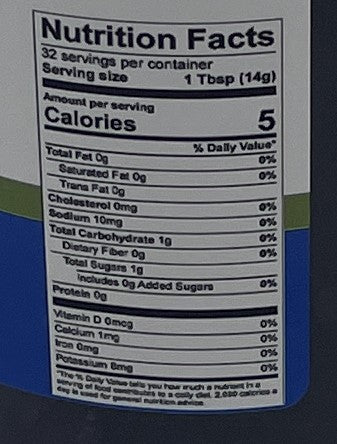 Nutrition Facts
32 servings per container
Serving size 1 Tbsp (14g)
Amount per serving
Calories 5
% Daily Value*
Total Fat 0g 0%
Saturated Fat 0g 0%
Trans Fat 0g
Cholesterol 0mg 0%
Sodium 10mg 0%
Total Carbohydrate 1g 0%
Dietary Fiber 0g 0%
Total Sugars 1g
Includes 0g Added Sugars 0%
Protein 0g
Vitamin D 0mcg 0%
Calcium 1mg 0%
Iron 0mg 0%
Potassium 8mg 0%
*The % Daily Value tells you how much a nutrient in a
serving of food contributes to a daily diet. 2,000 calories a
day is used for general nutrition advice.